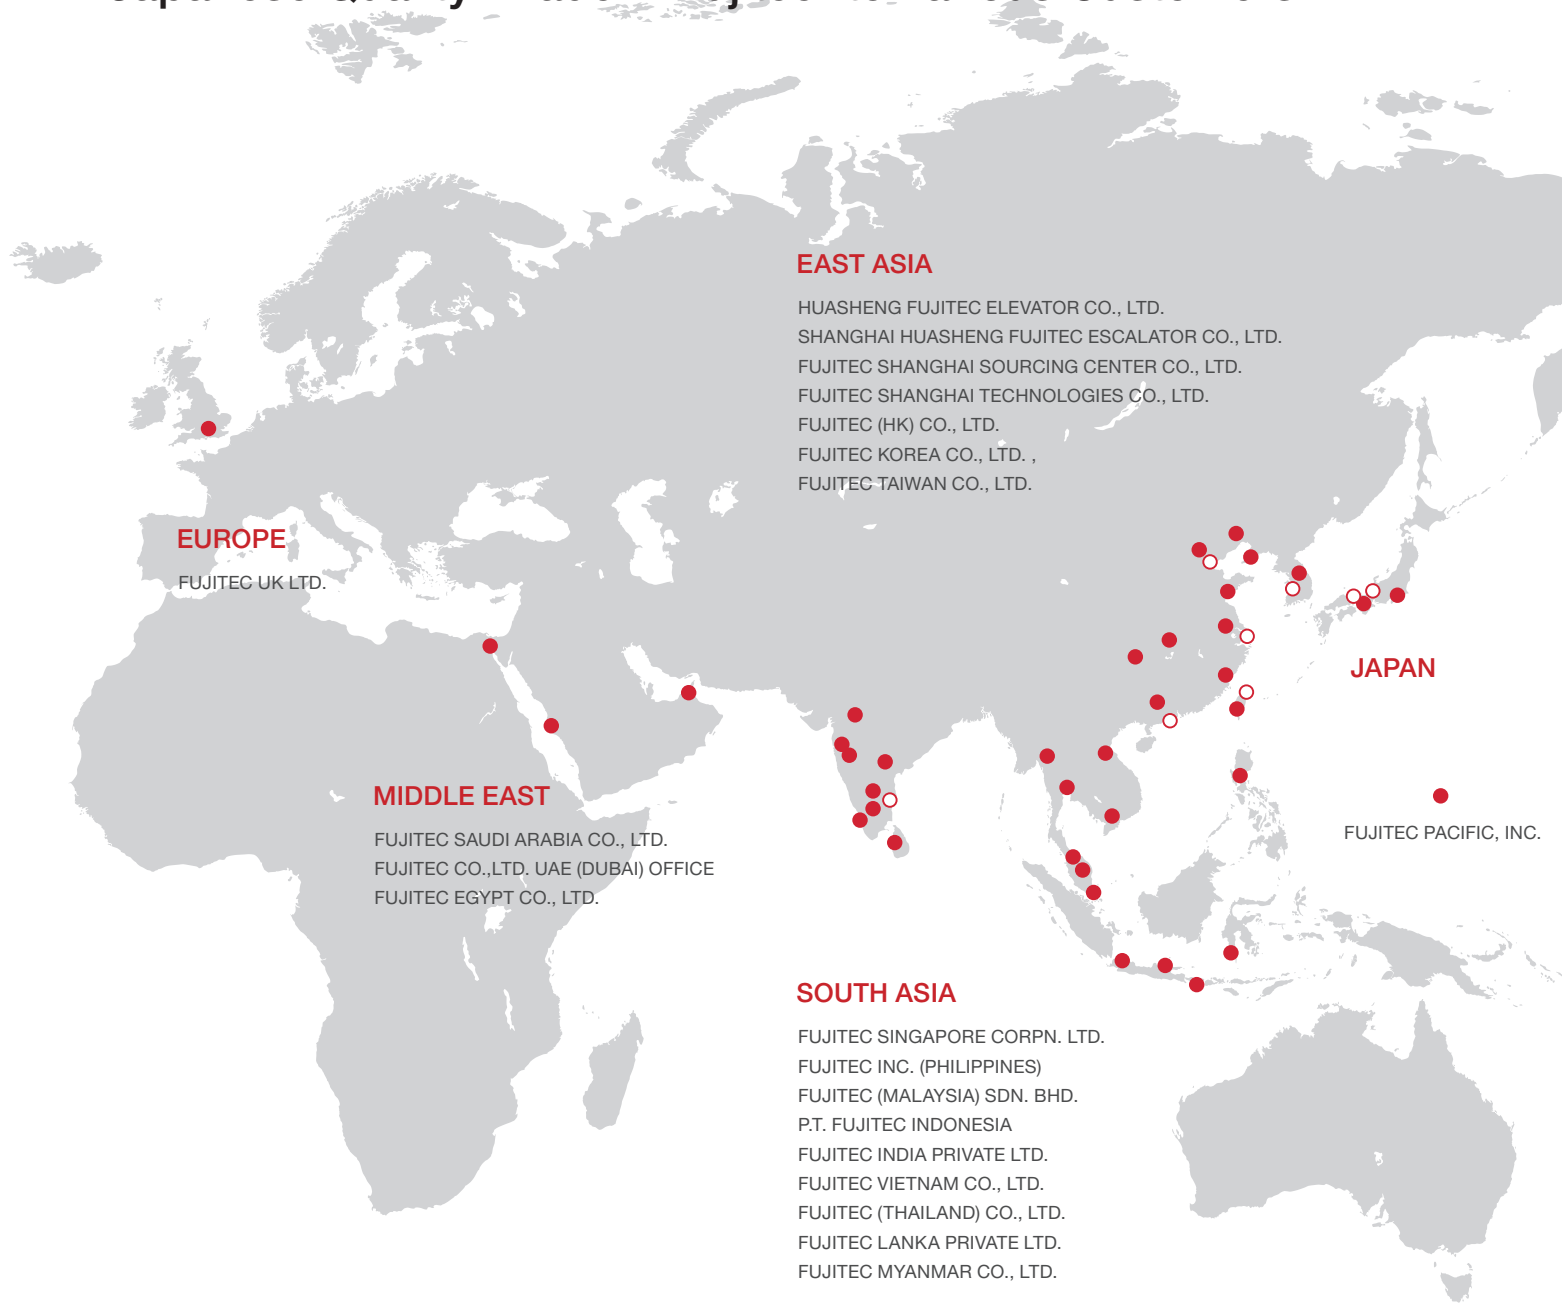 EAST ASIA
HUASHENG FUJITEC ELEVATOR CO., LTD.
SHANGHAI HUASHENG FUJITEC ESCALATOR CO., LTD.
FUJITEC SHANGHAI SOURCING CENTER CO., LTD.
FUJITEC SHANGHAI TECHNOLOGIES CO., LTD.
FUJITEC (HK) CO., LTD.
FUJITEC KOREA CO., LTD. ,
FUJITEC TAIWAN CO., LTD.
EUROPE
FUJITEC UK LTD.
JAPAN
MIDDLE EAST
FUJITEC SAUDI ARABIA CO., LTD.
FUJITEC CO.,LTD. UAE (DUBAI) OFFICE
FUJITEC EGYPT CO., LTD.
FUJITEC PACIFIC, INC.
SOUTH ASIA
FUJITEC SINGAPORE CORPN. LTD.
FUJITEC INC. (PHILIPPINES)
FUJITEC (MALAYSIA) SDN. BHD.
P.T. FUJITEC INDONESIA
FUJITEC INDIA PRIVATE LTD.
FUJITEC VIETNAM CO., LTD.
FUJITEC (THAILAND) CO., LTD.
FUJITEC LANKA PRIVATE LTD.
FUJITEC MYANMAR CO., LTD.